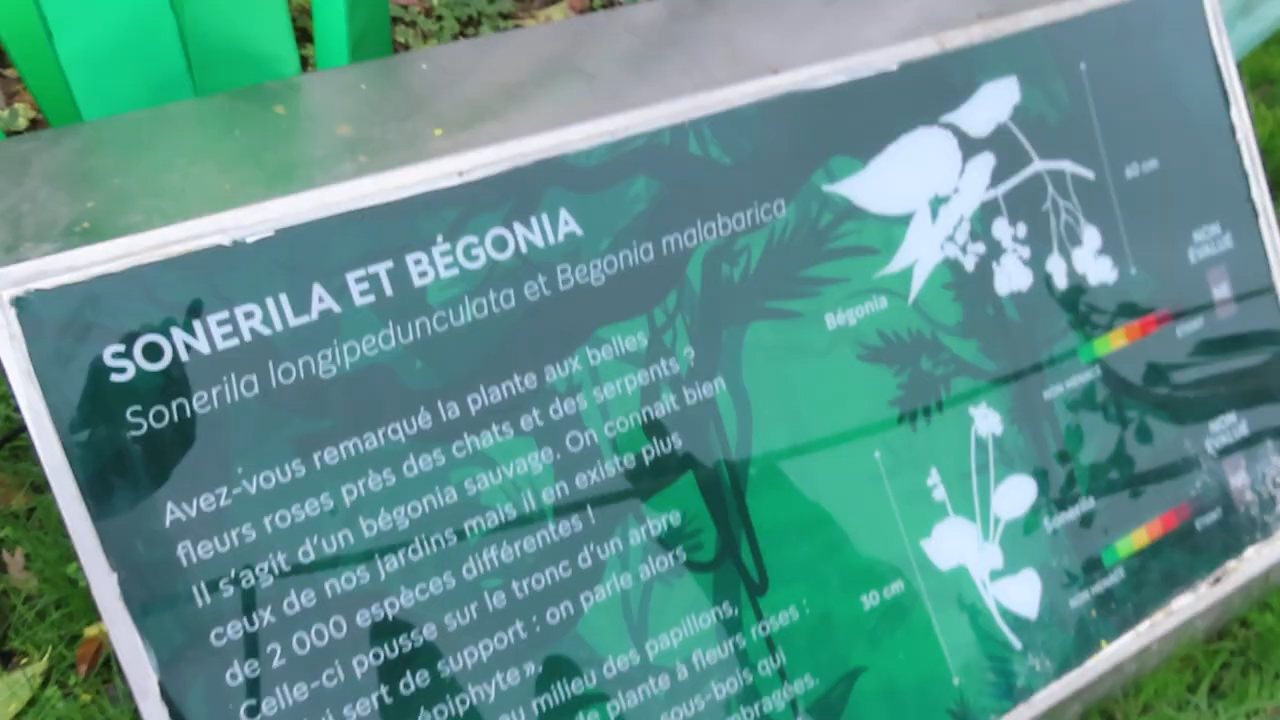 SONERILA ET BÉGONIA
Sonerila longipedunculata et Begonia malabarica
Avez-vous remarqué la plante aux belles
fleurs roses près des chats et des serpents ?
Il s'agit d'un bégonia sauvage. On connaît bien
ceux de nos jardins mais il en existe plus
de 2 000 espèces différentes !
Celle-ci pousse sur le tronc d'un arbre
sert de support : on parle alors
épiphyte ».
au milieu des papillons,
de plante à fleurs roses :
sous-bois qui
Bégonia
60 cm
NON
ÉVALUÉ
30 cm
Sonerila
NON
ÉVALUÉ